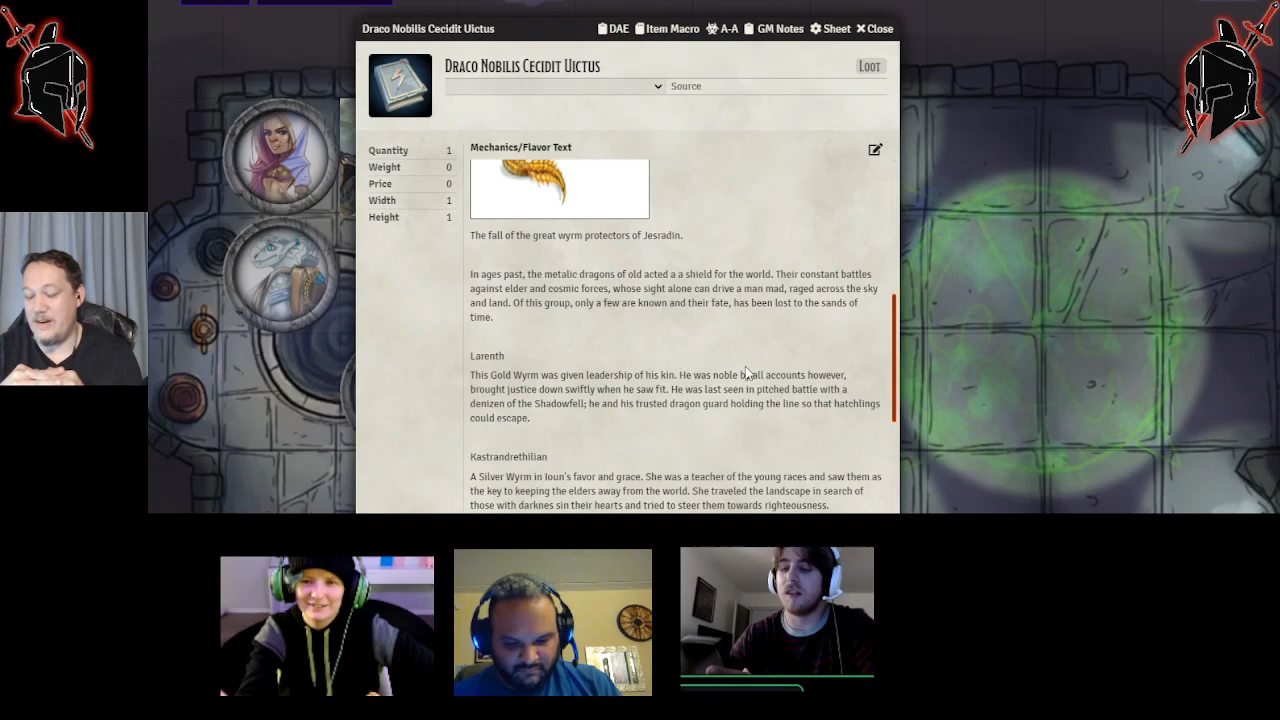 Draco Nobilis Cecidit Uictus DAE Item Macro A-A GM Notes Sheet Close
Draco Nobilis Cecidit Uictus Loot
Source
Mechanics/Flavor Text
Quantity 1
Weight 0
Price 0
Width 1
Height 1
The fall of the great wyrm protectors of Jesradin.
In ages past, the metalic dragons of old acted a a shield for the world. Their constant battles
against elder and cosmic forces, whose sight alone can drive a man mad, raged across the sky
and land. Of this group, only a few are known and their fate, has been lost to the sands of
time.
Larenth
This Gold Wyrm was given leadership of his kin. He was noble by all accounts however,
brought justice down swiftly when he saw fit. He was last seen in pitched battle with a
denizen of the Shadowfell; he and his trusted dragon guard holding the line so that hatchlings
could escape.
Kastrandrethilian
A Silver Wyrm in Ioun's favor and grace. She was a teacher of the young races and saw them as
the key to keeping the elders away from the world. She traveled the landscape in search of
those with darknes sin their hearts and tried to steer them towards righteousness.